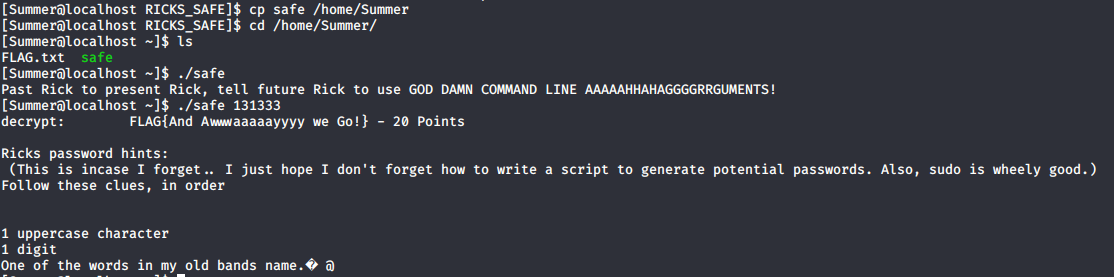 [Summer@localhost RICKS_SAFE]$ cp safe /home/Summer
[Summer@localhost RICKS_SAFE]$ cd /home/Summer/
[Summer@localhost ~]$ ls
FLAG.txt  safe
[Summer@localhost ~]$ ./safe
Past Rick to present Rick, tell future Rick to use GOD DAMN COMMAND LINE AAAAAHHAHAGGGGRRGUMENTS!
[Summer@localhost ~]$ ./safe 131333
decrypt:        FLAG{And Awwwaaaaayyyy we Go!} - 20 Points
Ricks password hints:
 (This is incase I forget.. I just hope I don't forget how to write a script to generate potential passwords. Also, sudo is wheely good.)
Follow these clues, in order
1 uppercase character
1 digit
One of the words in my old bands name.� @